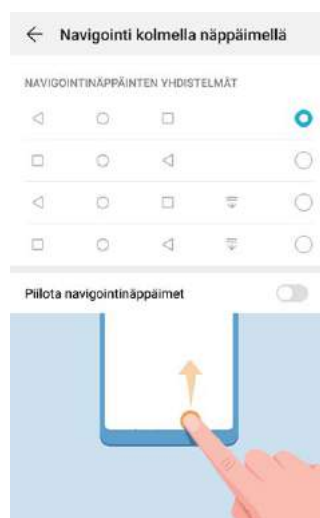 Navigointi kolmella näppäimellä
NAVIGOINTINÄPPÄINTEN YHDISTELMÄT
Piilota navigointinäppäimet